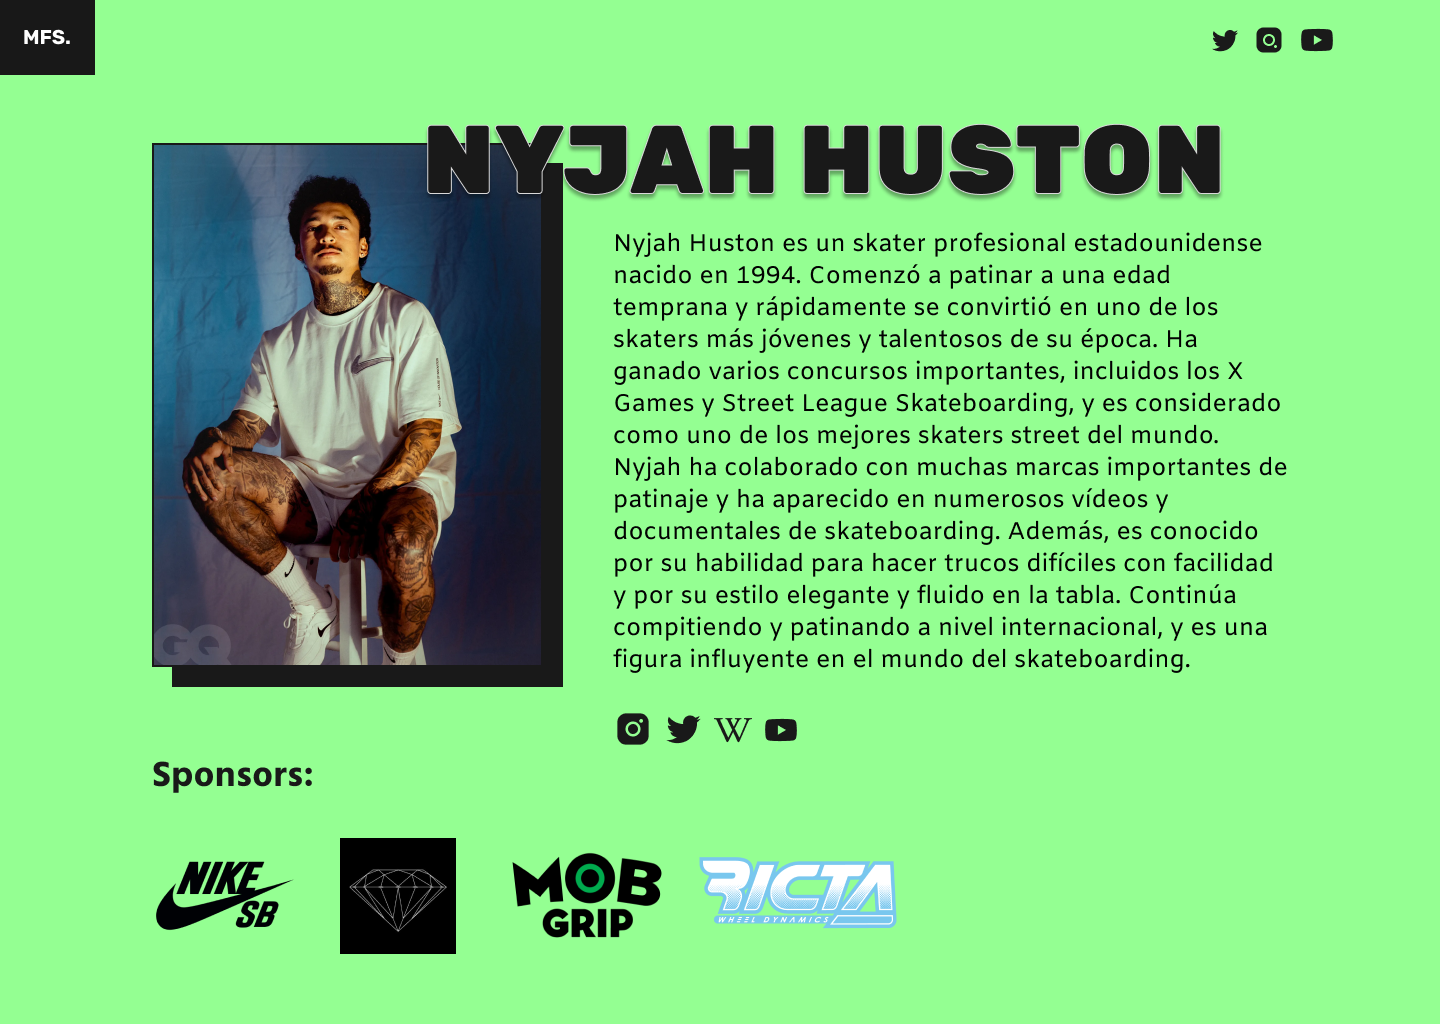 MFS.
NYJAH HUSTON
Nyjah Huston es un skater profesional estadounidense
nacido en 1994. Comenzó a patinar a una edad
temprana y rápidamente se convirtió en uno de los
skaters más jóvenes y talentosos de su época. Ha
ganado varios concursos importantes, incluidos los X
Games y Street League Skateboarding, y es considerado
como uno de los mejores skaters street del mundo.
Nyjah ha colaborado con muchas marcas importantes de
patinaje y ha aparecido en numerosos vídeos y
documentales de skateboarding. Además, es conocido
por su habilidad para hacer trucos difíciles con facilidad
y por su estilo elegante y fluido en la tabla. Continúa
compitiendo y patinando a nivel internacional, y es una
figura influyente en el mundo del skateboarding.
GQ
W
Sponsors:
NIKE
SB
MOB
GRIP
RICTA
WHEEL DYNAMICS